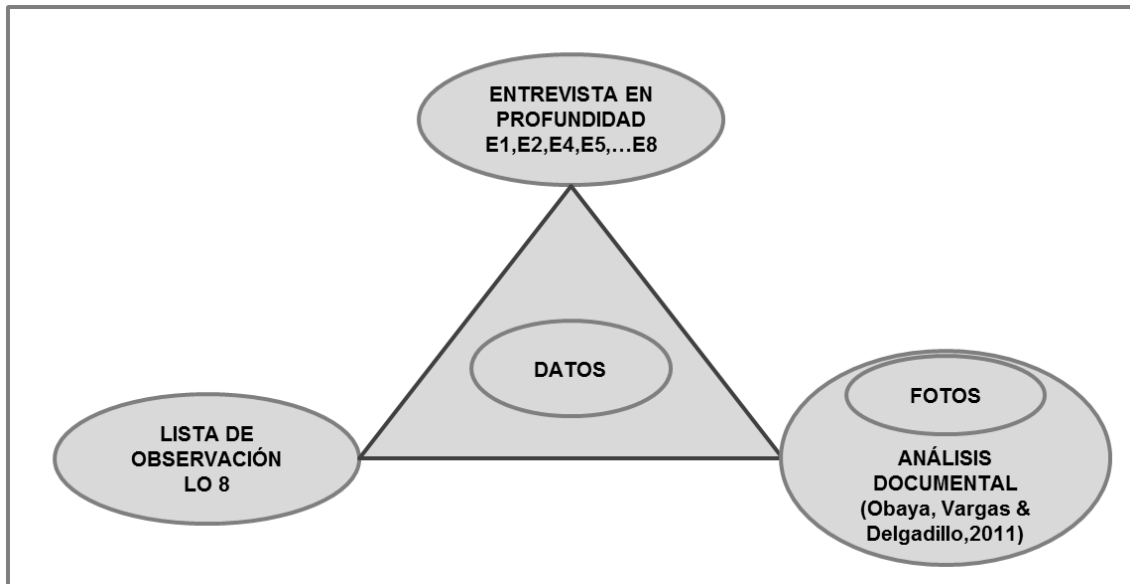 ENTREVISTA EN
PROFUNDIDAD
E1,E2,E4,E5,...E8
DATOS
LISTA DE
OBSERVACIÓN
LO 8
FOTOS
ANÁLISIS
DOCUMENTAL
(Obaya, Vargas &
Delgadillo,2011)